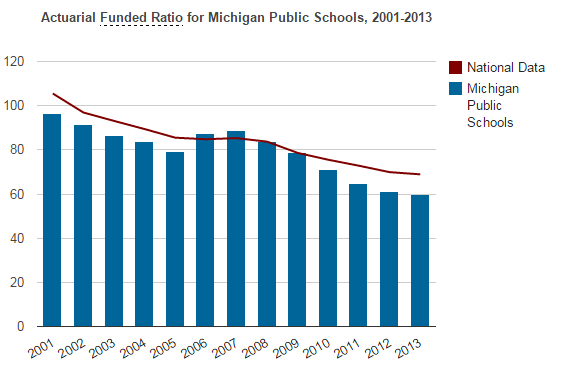 Actuarial Funded Ratio for Michigan Public Schools, 2001-2013
120
100
80
60
40
20
0
National Data
Michigan
Public
Schools
2001 2002 2003 2004 2005 2006 2007 2008 2009 2010 2011 2012 2013